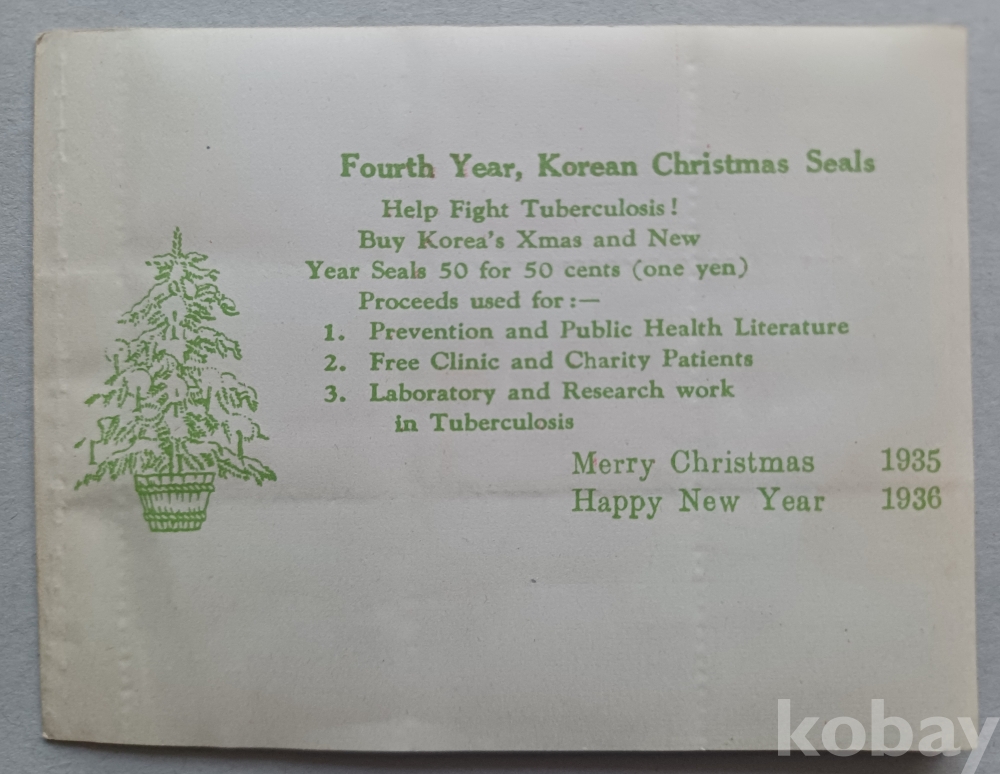 Fourth Year, Korean Christmas Seals
Help Fight Tuberculosis!
Buy Korea's Xmas and New
Year Seals 50 for 50 cents (one yen)
Proceeds used for:—
1. Prevention and Public Health Literature
2. Free Clinic and Charity Patients
3. Laboratory and Research work
in Tuberculosis
Merry Christmas 1935
Happy New Year 1936
kobay